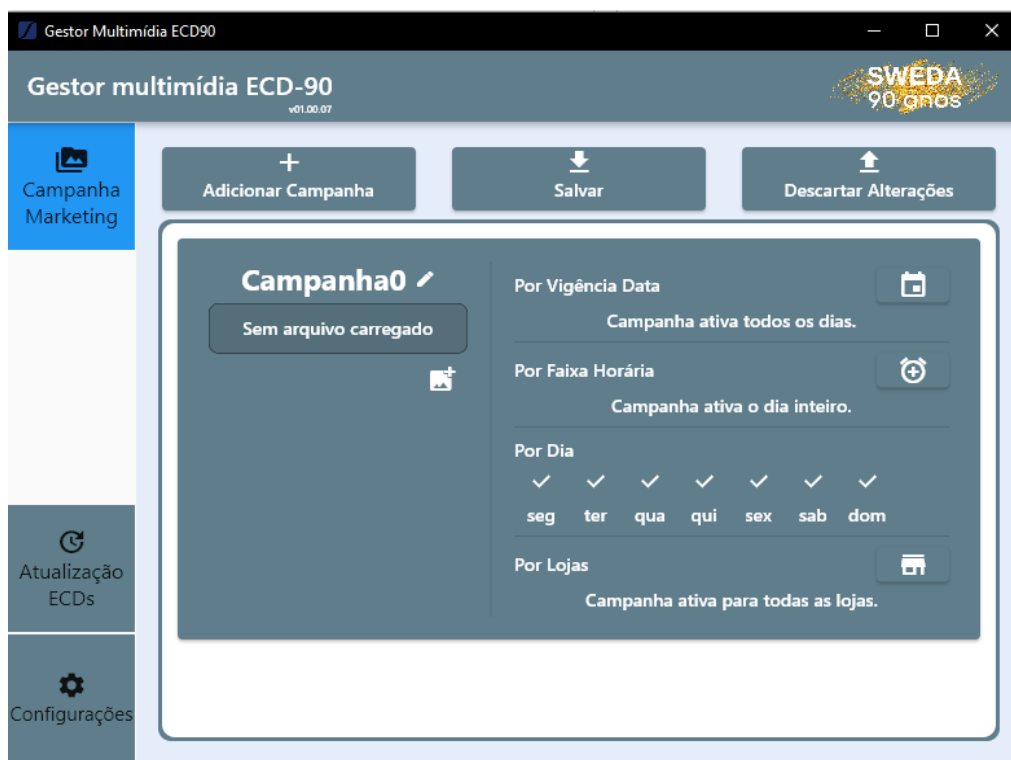 Gestor Multimídia ECD90
Gestor multimídia ECD-90
v01.00.07
SWEDA
90 anos
Campanha
Marketing
Adicionar Campanha
Salvar
Descartar Alterações
Campanha0
Sem arquivo carregado
Por Vigência Data
Campanha ativa todos os dias.
Por Faixa Horária
Campanha ativa o dia inteiro.
Por Dia
seg ter qua qui sex sab dom
Por Lojas
Campanha ativa para todas as lojas.
Atualização
ECDs
Configurações